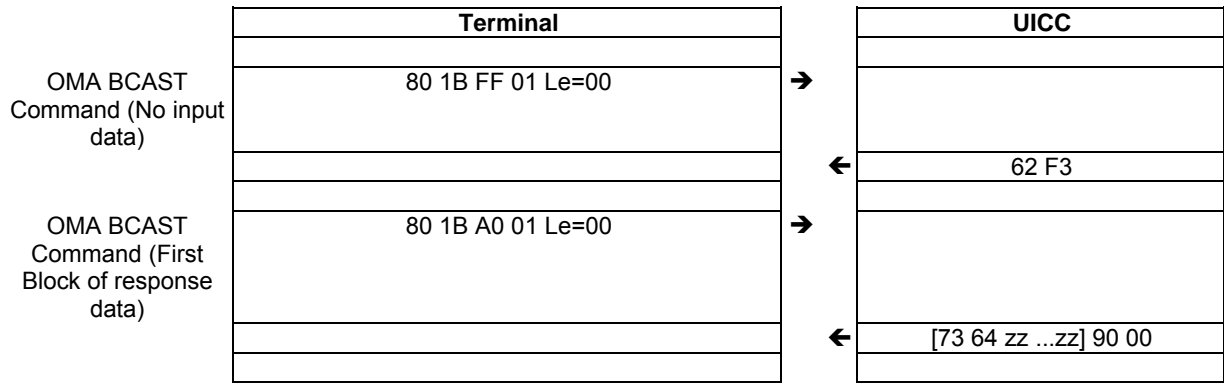 Terminal
UICC
OMA BCAST
Command (No input
data)
80 1B FF 01 Le=00
➔
🡰
62 F3
OMA BCAST
Command (First
Block of response
data)
80 1B A0 01 Le=00
➔
🡰
[73 64 zz ...zz] 90 00